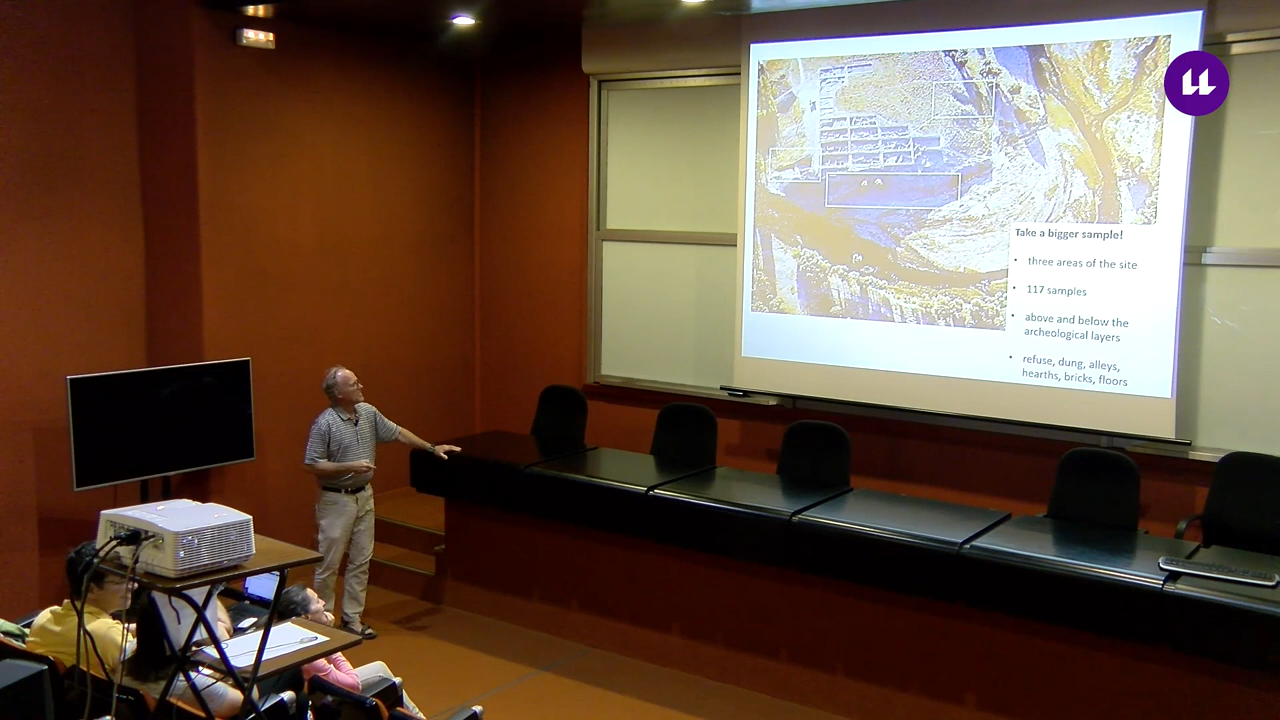 Take a bigger sample!
• three areas of the site
• 117 samples
• above and below the
archeological layers
• refuse, dung, alleys,
hearths, bricks, floors